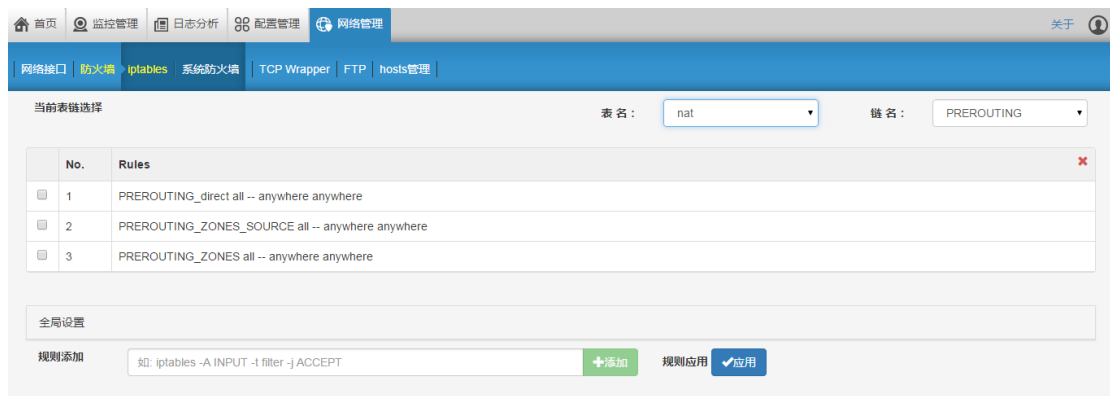 首页 监控管理 日志分析 配置管理 网络管理 关于
网络接口 防火墙 iptables 系统防火墙 TCP Wrapper FTP hosts管理
当前表链选择 表 名： nat 链 名： PREROUTING
No. Rules
1 PREROUTING_direct all -- anywhere anywhere
2 PREROUTING_ZONES_SOURCE all -- anywhere anywhere
3 PREROUTING_ZONES all -- anywhere anywhere
全局设置
规则添加 如: iptables -A INPUT -t filter -j ACCEPT 添加 规则应用 应用